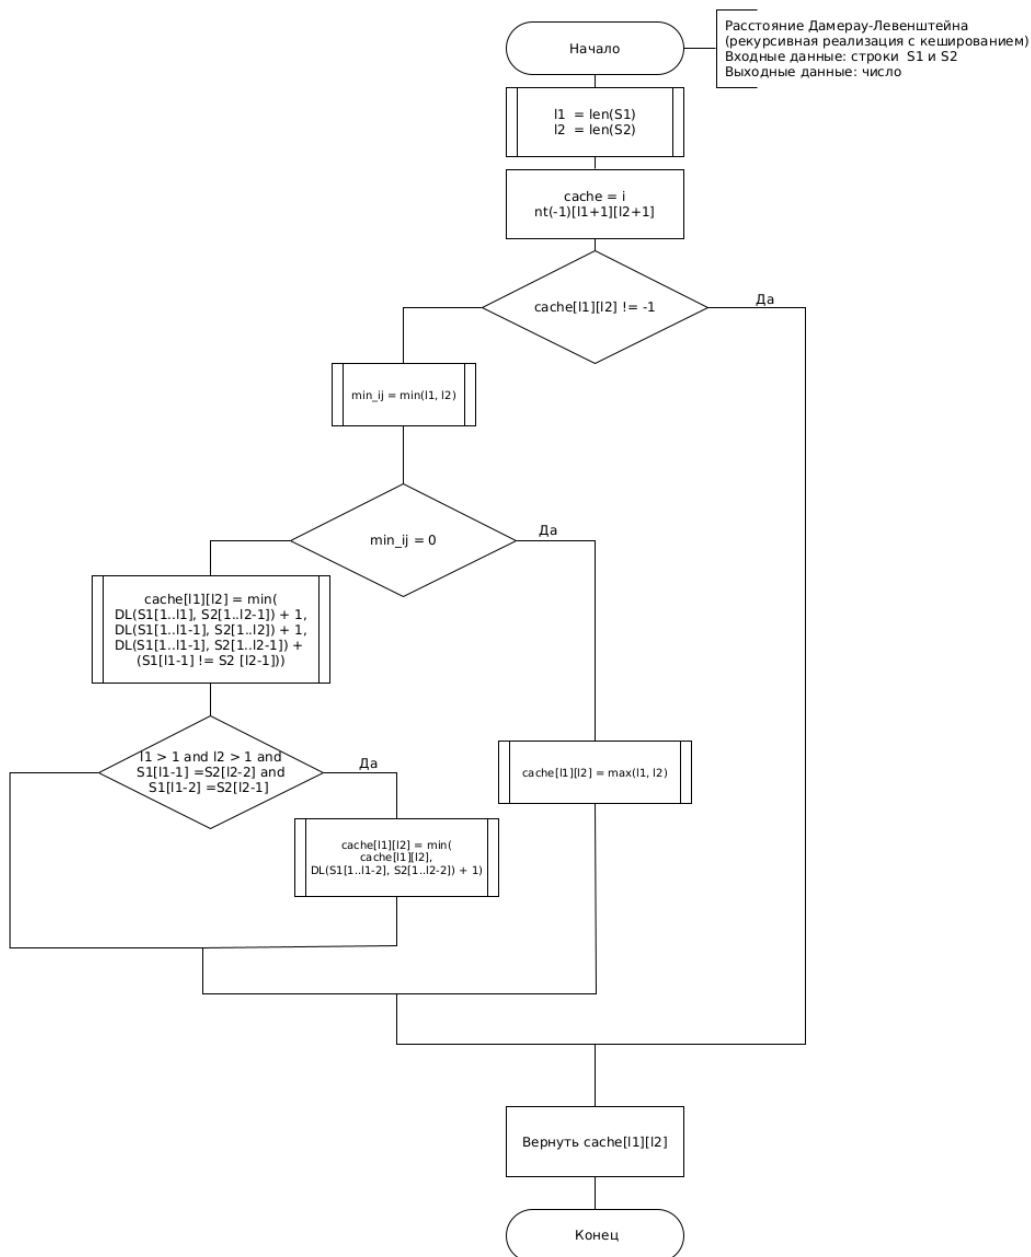 Начало
Расстояние Дамерау-Левенштейна
(рекурсивная реализация с кешированием)
Входные данные: строки S1 и S2
Выходные данные: число
l1 = len(S1)
l2 = len(S2)
cache = i
nt(-1)[l1+1][l2+1]
cache[l1][l2] != -1
Да
min_ij = min(l1, l2)
min_ij = 0
Да
cache[l1][l2] = min(
DL(S1[1..l1], S2[1..l2-1]) + 1,
DL(S1[1..l1-1], S2[1..l2]) + 1,
DL(S1[1..l1-1], S2[1..l2-1]) +
(S1[l1-1] != S2 [l2-1]))
l1 > 1 and l2 > 1 and
S1[l1-1] =S2[l2-2] and
S1[l1-2] =S2[l2-1]
Да
cache[l1][l2] = max(l1, l2)
cache[l1][l2] = min(
cache[l1][l2],
DL(S1[1..l1-2], S2[1..l2-2]) + 1)
Вернуть cache[l1][l2]
Конец